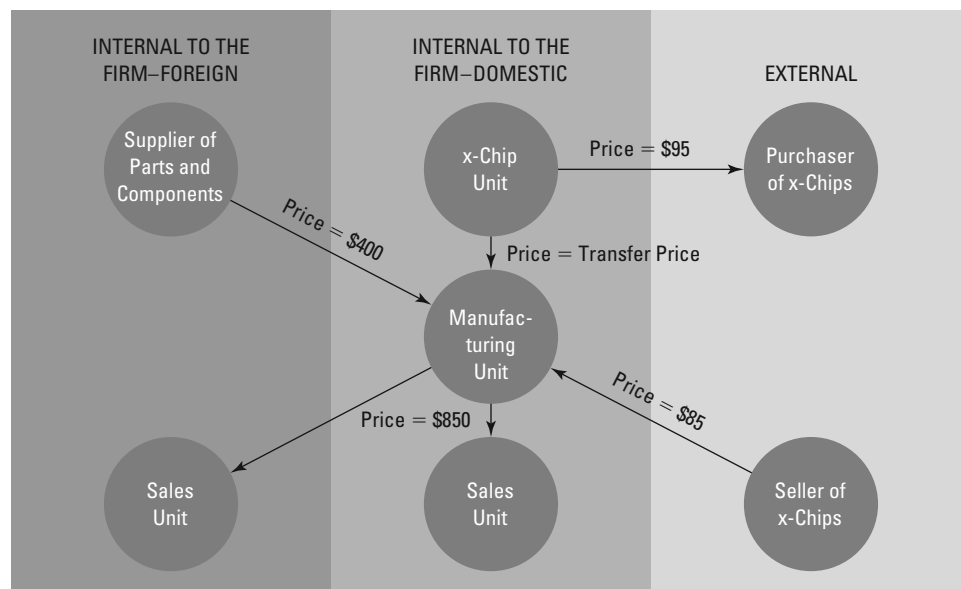 INTERNAL TO THE
FIRM–FOREIGN
INTERNAL TO THE
FIRM–DOMESTIC
EXTERNAL
Supplier of
Parts and
Components
x-Chip
Unit
Price = $95
Purchaser
of x-Chips
Price = $400
Price = Transfer Price
Manufac-
turing
Unit
Price = $850
Price = $85
Sales
Unit
Sales
Unit
Seller of
x-Chips